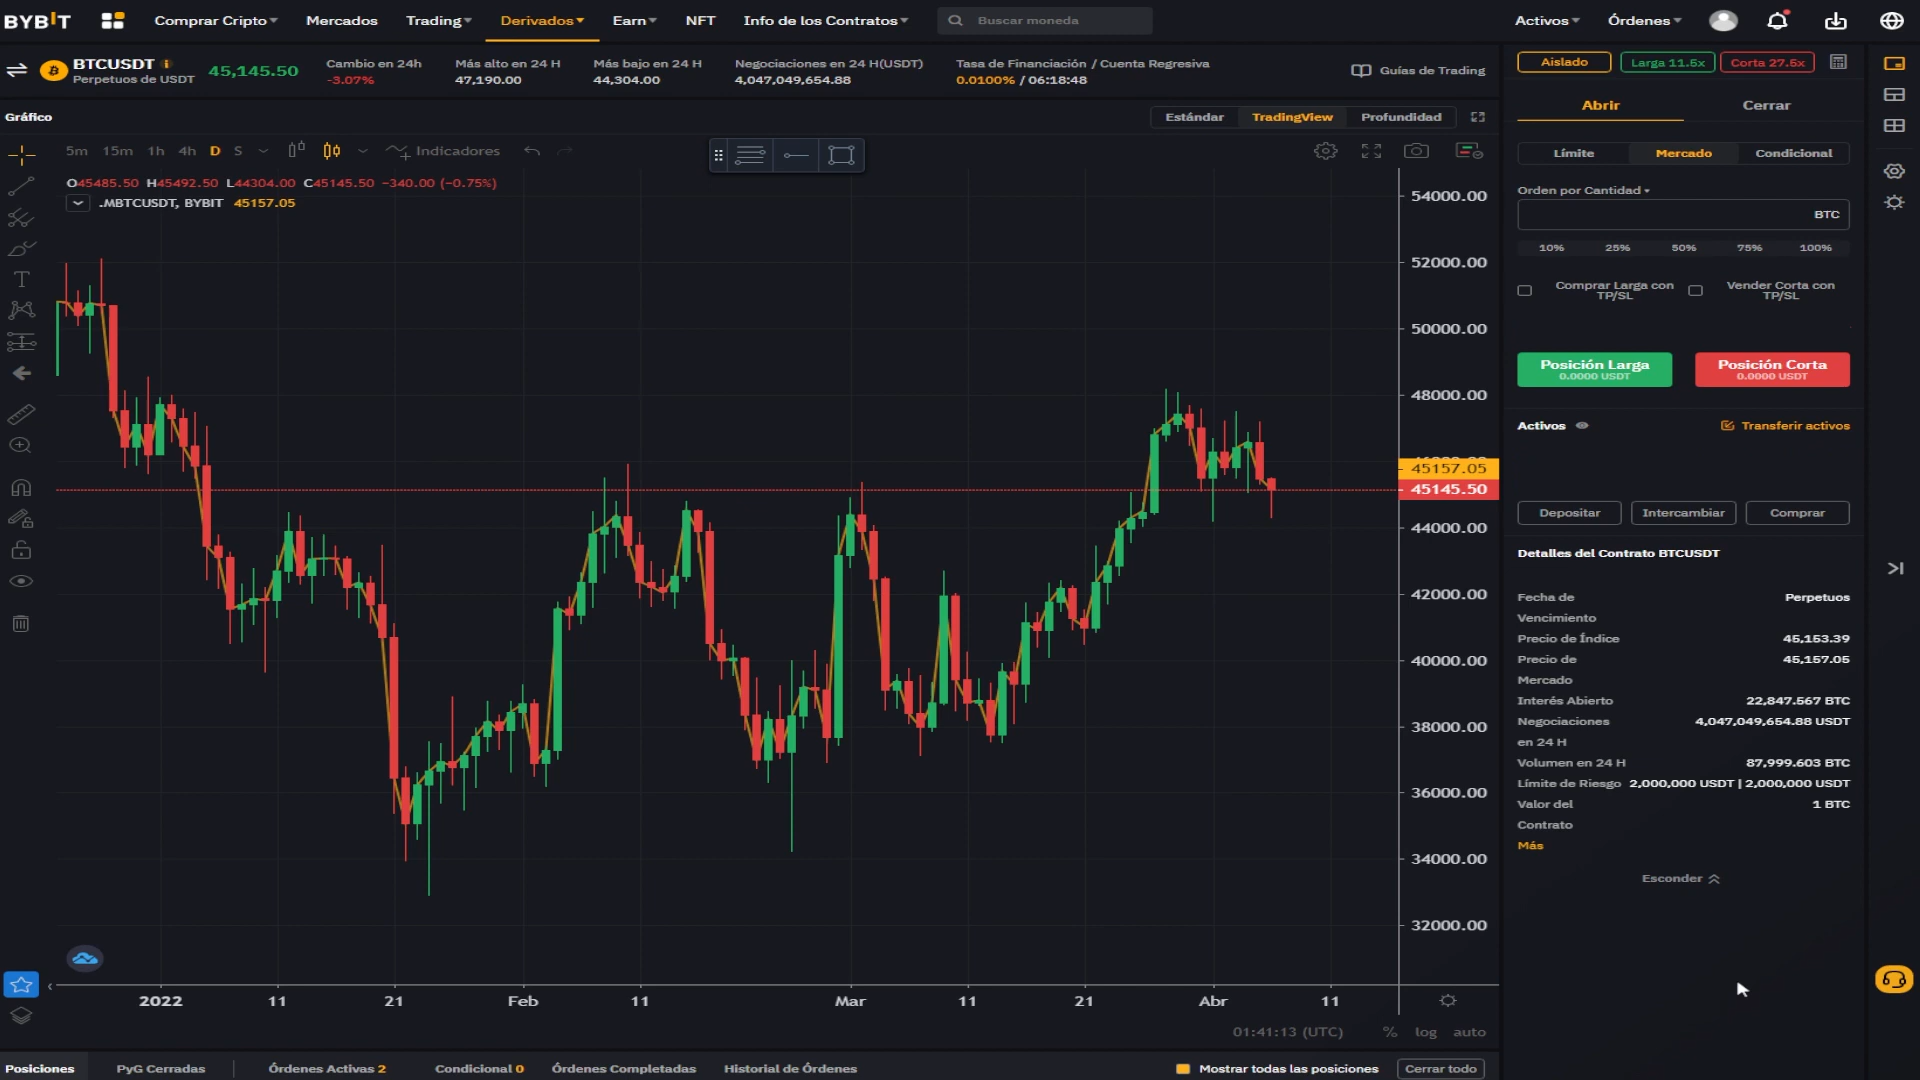 BYBIT
Comprar Cripto Mercados Trading Derivados Earn NFT Info de los Contratos Buscar moneda Activos Órdenes
BTCUSDT
Perpetuos de USDT
45,145.50
Cambio en 24h
-3.07%
Más alto en 24 H
47,190.00
Más bajo en 24 H
44,304.00
Negociaciones en 24 H(USDT)
4,047,049,654.88
Tasa de Financiación / Cuenta Regresiva
0.0100% / 06:18:48
Guías de Trading
Gráfico
Estándar TradingView Profundidad
5m 15m 1h 4h D S Indicadores
O45485.50 H45492.50 L44304.00 C45145.50 −340.00 (−0.75%)
.MBTCUSDT, BYBIT 45157.05
54000.00
52000.00
50000.00
48000.00
45157.05
45145.50
44000.00
42000.00
40000.00
38000.00
36000.00
34000.00
32000.00
2022 11 21 Feb 11 Mar 11 21 Abr 11
01:41:13 (UTC) % log auto
Posiciones PyG Cerradas Órdenes Activas 2 Condicional 0 Órdenes Completadas Historial de Órdenes Mostrar todas las posiciones Cerrar todo
Aislado Larga 11.5x Corta 27.5x
Abrir Cerrar
Límite Mercado Condicional
Orden por Cantidad
BTC
10% 25% 50% 75% 100%
Comprar Larga con TP/SL
Vender Corta con TP/SL
Posición Larga
0.0000 USDT
Posición Corta
0.0000 USDT
Activos Transferir activos
Depositar Intercambiar Comprar
Detalles del Contrato BTCUSDT
Fecha de Vencimiento Perpetuos
Precio de Índice 45,153.39
Precio de Mercado 45,157.05
Interés Abierto 22,847.567 BTC
Negociaciones en 24 H 4,047,049,654.88 USDT
Volumen en 24 H 87,999.603 BTC
Límite de Riesgo 2,000,000 USDT | 2,000,000 USDT
Valor del Contrato 1 BTC
Más
Esconder